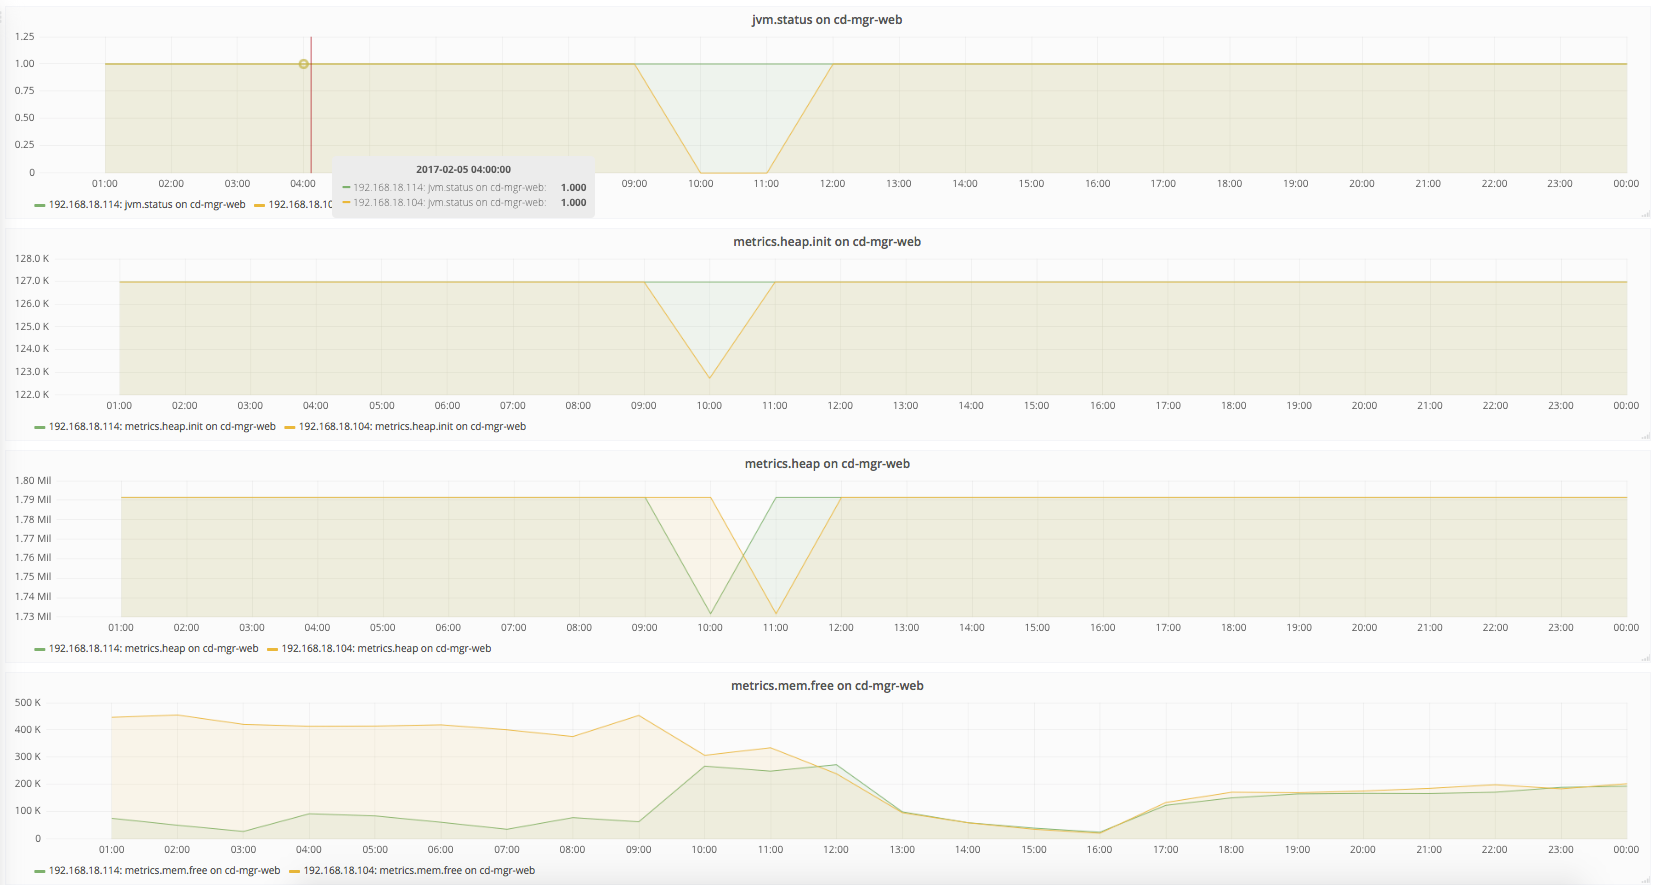 jvm.status on cd-mgr-web
1.25
1.00
0.75
0.50
0.25
0
01:00 02:00 03:00 04:00 09:00 10:00 11:00 12:00 13:00 14:00 15:00 16:00 17:00 18:00 19:00 20:00 21:00 22:00 23:00 00:00
2017-02-05 04:00:00
192.168.18.114: jvm.status on cd-mgr-web: 1.000
192.168.18.104: jvm.status on cd-mgr-web: 1.000
192.168.18.114: jvm.status on cd-mgr-web 192.168.18.10
metrics.heap.init on cd-mgr-web
128.0 K
127.0 K
126.0 K
125.0 K
124.0 K
123.0 K
122.0 K
01:00 02:00 03:00 04:00 05:00 06:00 07:00 08:00 09:00 10:00 11:00 12:00 13:00 14:00 15:00 16:00 17:00 18:00 19:00 20:00 21:00 22:00 23:00 00:00
192.168.18.114: metrics.heap.init on cd-mgr-web 192.168.18.104: metrics.heap.init on cd-mgr-web
metrics.heap on cd-mgr-web
1.80 Mil
1.79 Mil
1.78 Mil
1.77 Mil
1.76 Mil
1.75 Mil
1.74 Mil
1.73 Mil
01:00 02:00 03:00 04:00 05:00 06:00 07:00 08:00 09:00 10:00 11:00 12:00 13:00 14:00 15:00 16:00 17:00 18:00 19:00 20:00 21:00 22:00 23:00 00:00
192.168.18.114: metrics.heap on cd-mgr-web 192.168.18.104: metrics.heap on cd-mgr-web
metrics.mem.free on cd-mgr-web
500 K
400 K
300 K
200 K
100 K
0
01:00 02:00 03:00 04:00 05:00 06:00 07:00 08:00 09:00 10:00 11:00 12:00 13:00 14:00 15:00 16:00 17:00 18:00 19:00 20:00 21:00 22:00 23:00 00:00
192.168.18.114: metrics.mem.free on cd-mgr-web 192.168.18.104: metrics.mem.free on cd-mgr-web